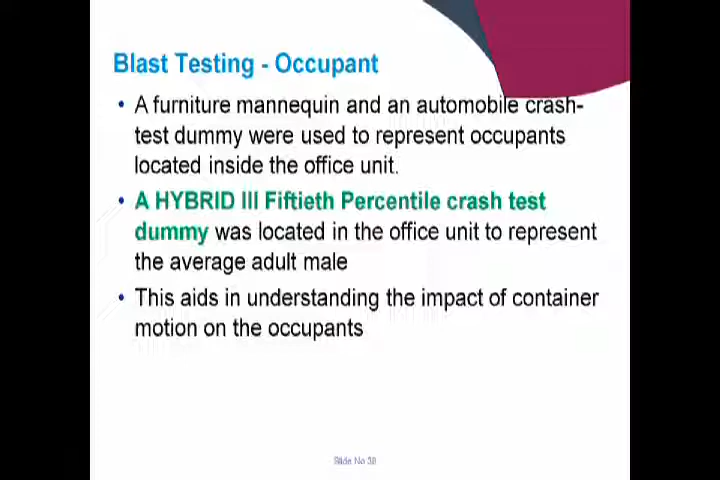 Blast Testing - Occupant
• A furniture mannequin and an automobile crash-
test dummy were used to represent occupants
located inside the office unit.
• A HYBRID III Fiftieth Percentile crash test
dummy was located in the office unit to represent
the average adult male
• This aids in understanding the impact of container
motion on the occupants
Slide No 38